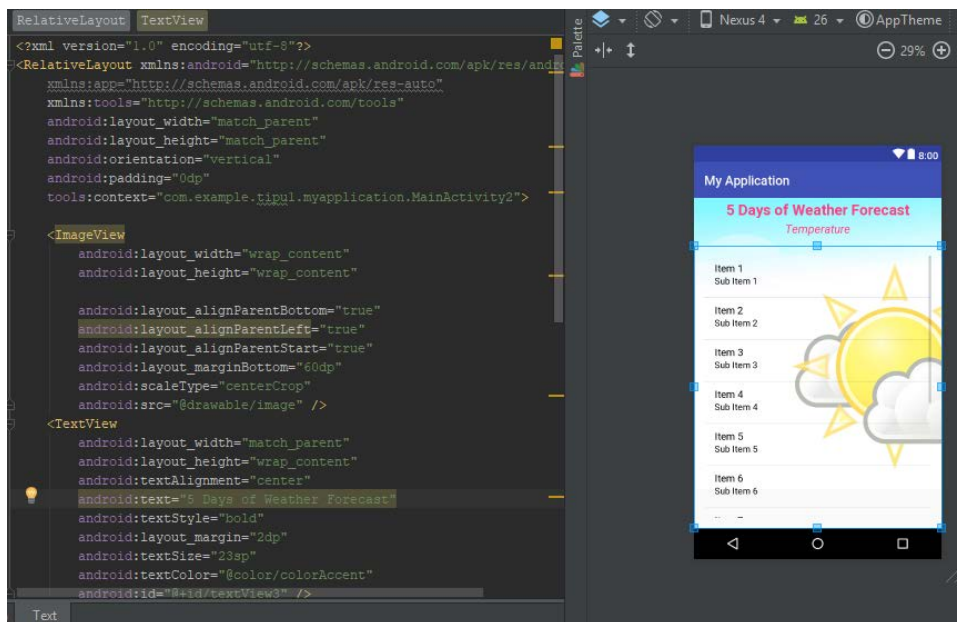 RelativeLayout TextView
<?xml version="1.0" encoding="utf-8"?>
<RelativeLayout xmlns:android="http://schemas.android.com/apk/res/andro
xmlns:app="http://schemas.android.com/apk/res-auto"
xmlns:tools="http://schemas.android.com/tools"
android:layout_width="match_parent"
android:layout_height="match_parent"
android:orientation="vertical"
android:padding="0dp"
tools:context="com.example.tipul.myapplication.MainActivity2">
<ImageView
android:layout_width="wrap_content"
android:layout_height="wrap_content"
android:layout_alignParentBottom="true"
android:layout_alignParentLeft="true"
android:layout_alignParentStart="true"
android:layout_marginBottom="60dp"
android:scaleType="centerCrop"
android:src="@drawable/image" />
<TextView
android:layout_width="match_parent"
android:layout_height="wrap_content"
android:textAlignment="center"
android:text="5 Days of Weather Forecast"
android:textStyle="bold"
android:layout_margin="2dp"
android:textSize="23sp"
android:textColor="@color/colorAccent"
android:id="@+id/textView3" />
Text
Palette
Nexus 4 26 AppTheme
29%
8:00
My Application
5 Days of Weather Forecast
Temperature
Item 1
Sub Item 1
Item 2
Sub Item 2
Item 3
Sub Item 3
Item 4
Sub Item 4
Item 5
Sub Item 5
Item 6
Sub Item 6